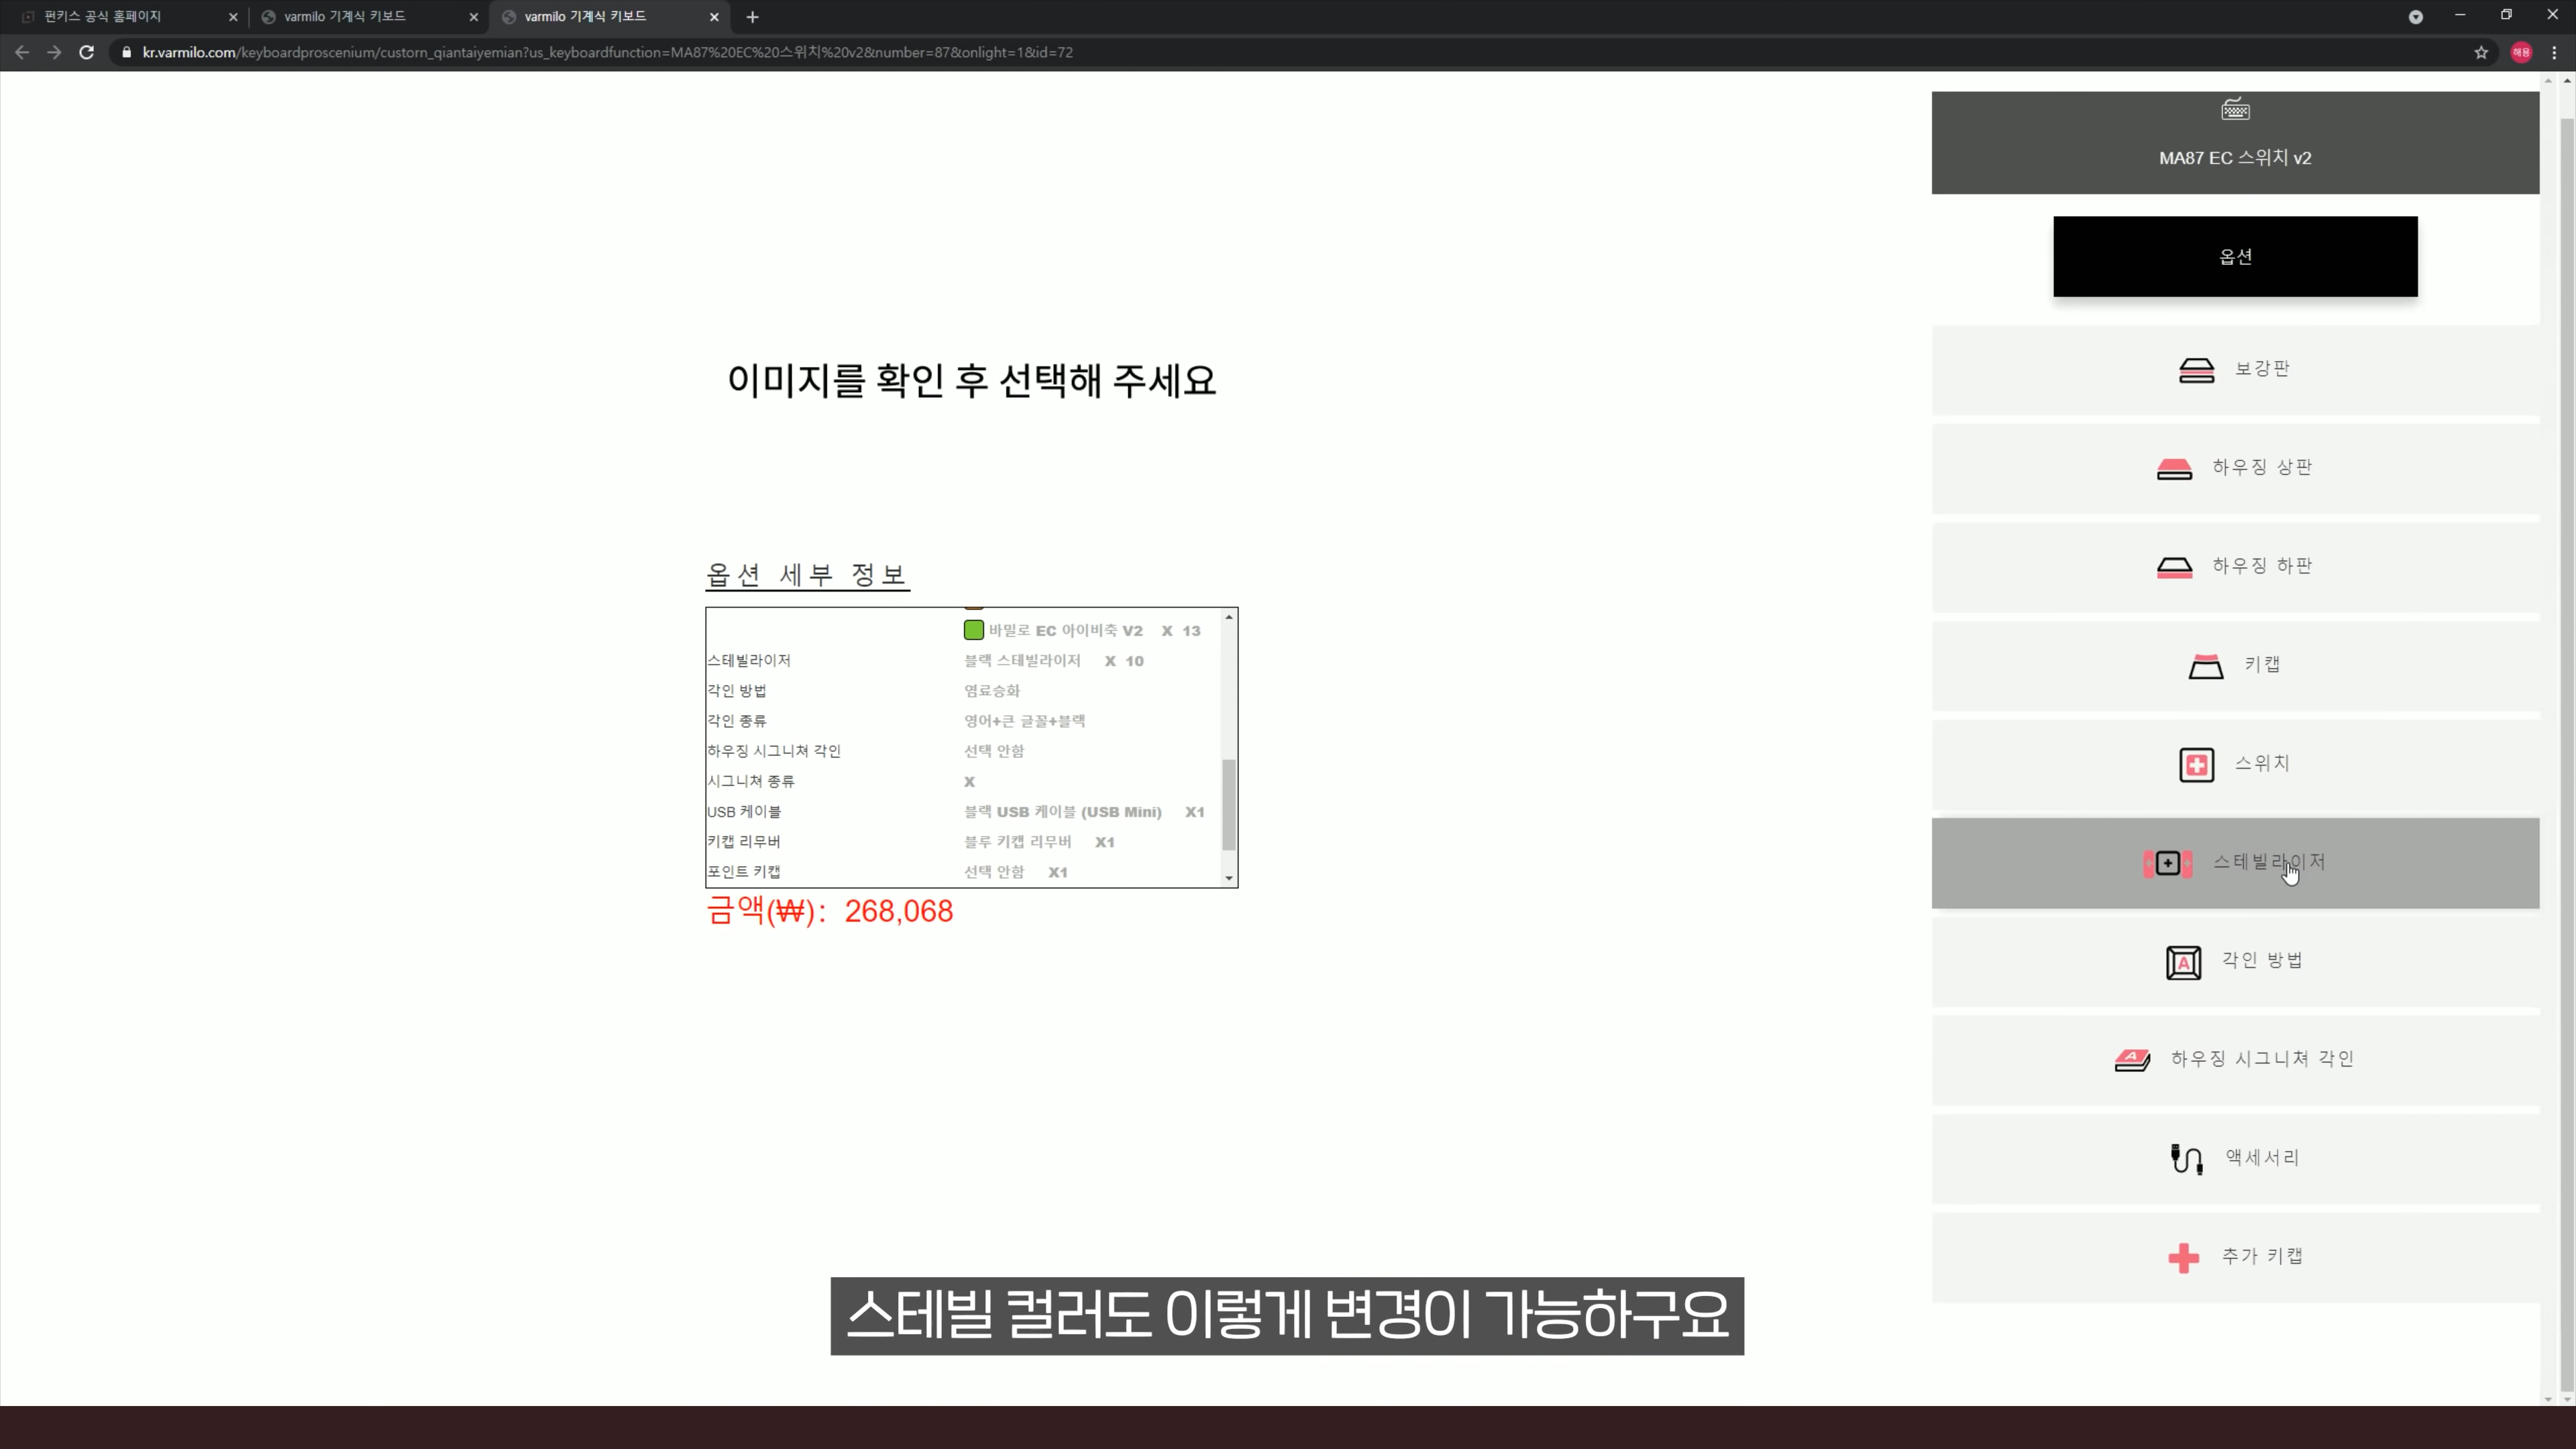 펀키스 공식 홈페이지
varmilo 기계식 키보드
varmilo 기계식 키보드
kr.varmilo.com/keyboardproscenium/custorn_qiantaiyemian?us_keyboardfunction=MA87%20EC%20스위치%20v2&number=87&onlight=1&id=72
해용
MA87 EC 스위치 v2
옵션
보강판
하우징 상판
하우징 하판
키캡
스위치
스테빌라이저
각인 방법
하우징 시그니쳐 각인
액세서리
추가 키캡
이미지를 확인 후 선택해 주세요
옵션 세부 정보
바밀로 EC 아이비축 V2 X 13
스테빌라이저 블랙 스테빌라이저 X 10
각인 방법 염료승화
각인 종류 영어+큰 글꼴+블랙
하우징 시그니쳐 각인 선택 안함
시그니쳐 종류 X
USB 케이블 블랙 USB 케이블 (USB Mini) X1
키캡 리무버 블루 키캡 리무버 X1
포인트 키캡 선택 안함 X1
금액(₩): 268,068
스테빌 컬러도 이렇게 변경이 가능하구요